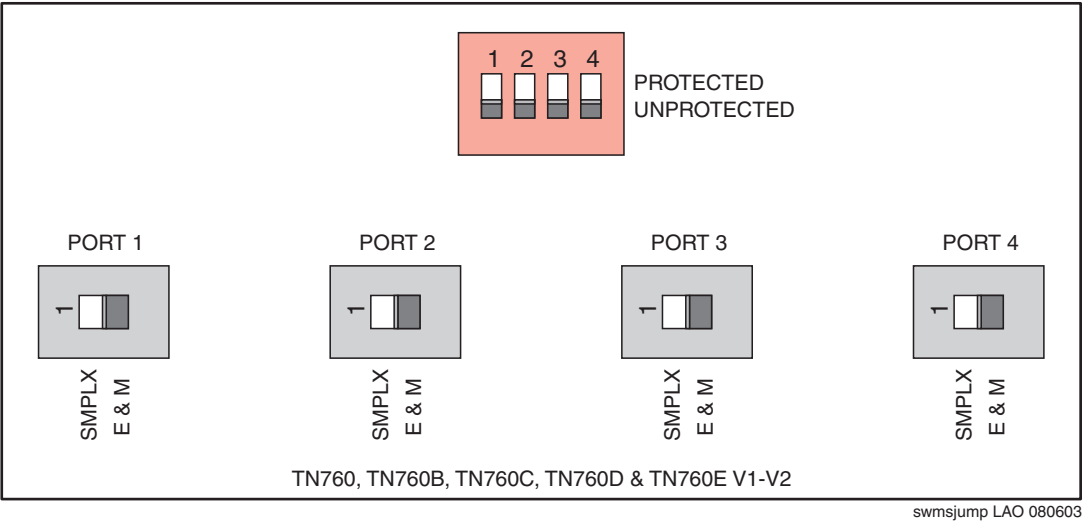 1 2 3 4
PROTECTED
UNPROTECTED
PORT 1
PORT 2
PORT 3
PORT 4
1
1
1
1
SMPLX
E & M
SMPLX
E & M
SMPLX
E & M
SMPLX
E & M
TN760, TN760B, TN760C, TN760D & TN760E V1-V2
swmsjump LAO 080603